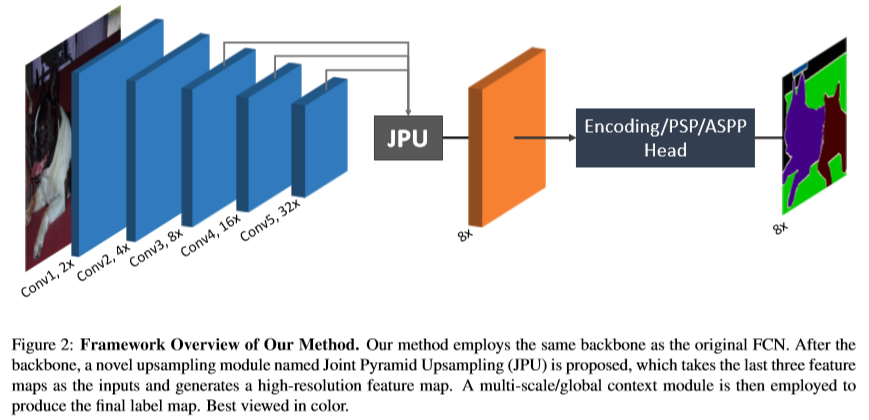 Conv1, 2x
Conv2, 4x
Conv3, 8x
Conv4, 16x
Conv5, 32x
JPU
8x
Encoding/PSP/ASPP
Head
8x
Figure 2: Framework Overview of Our Method. Our method employs the same backbone as the original FCN. After the
backbone, a novel upsampling module named Joint Pyramid Upsampling (JPU) is proposed, which takes the last three feature
maps as the inputs and generates a high-resolution feature map. A multi-scale/global context module is then employed to
produce the final label map. Best viewed in color.